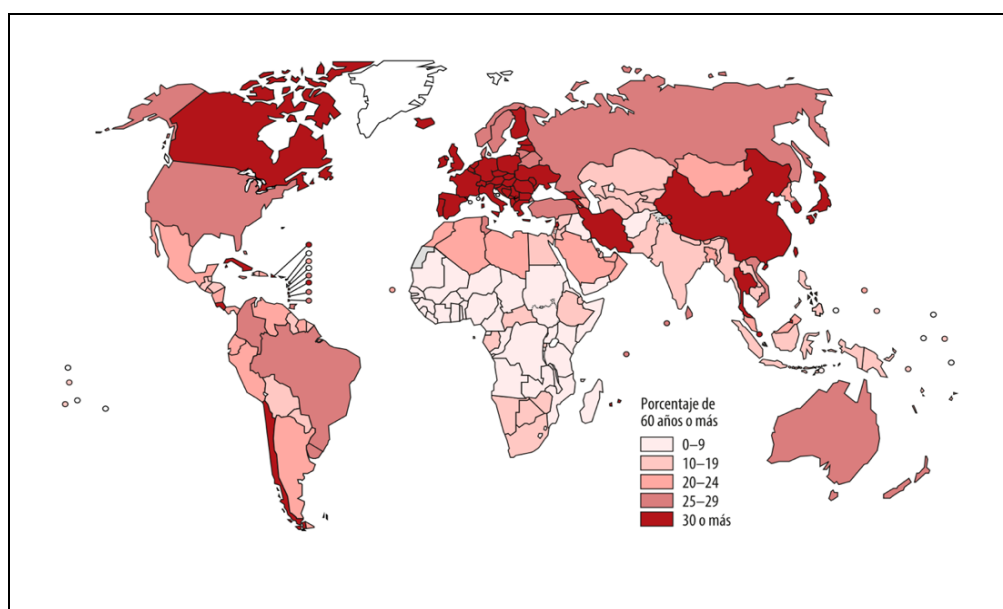 Porcentaje de
60 años o más
0–9
10–19
20–24
25–29
30 o más